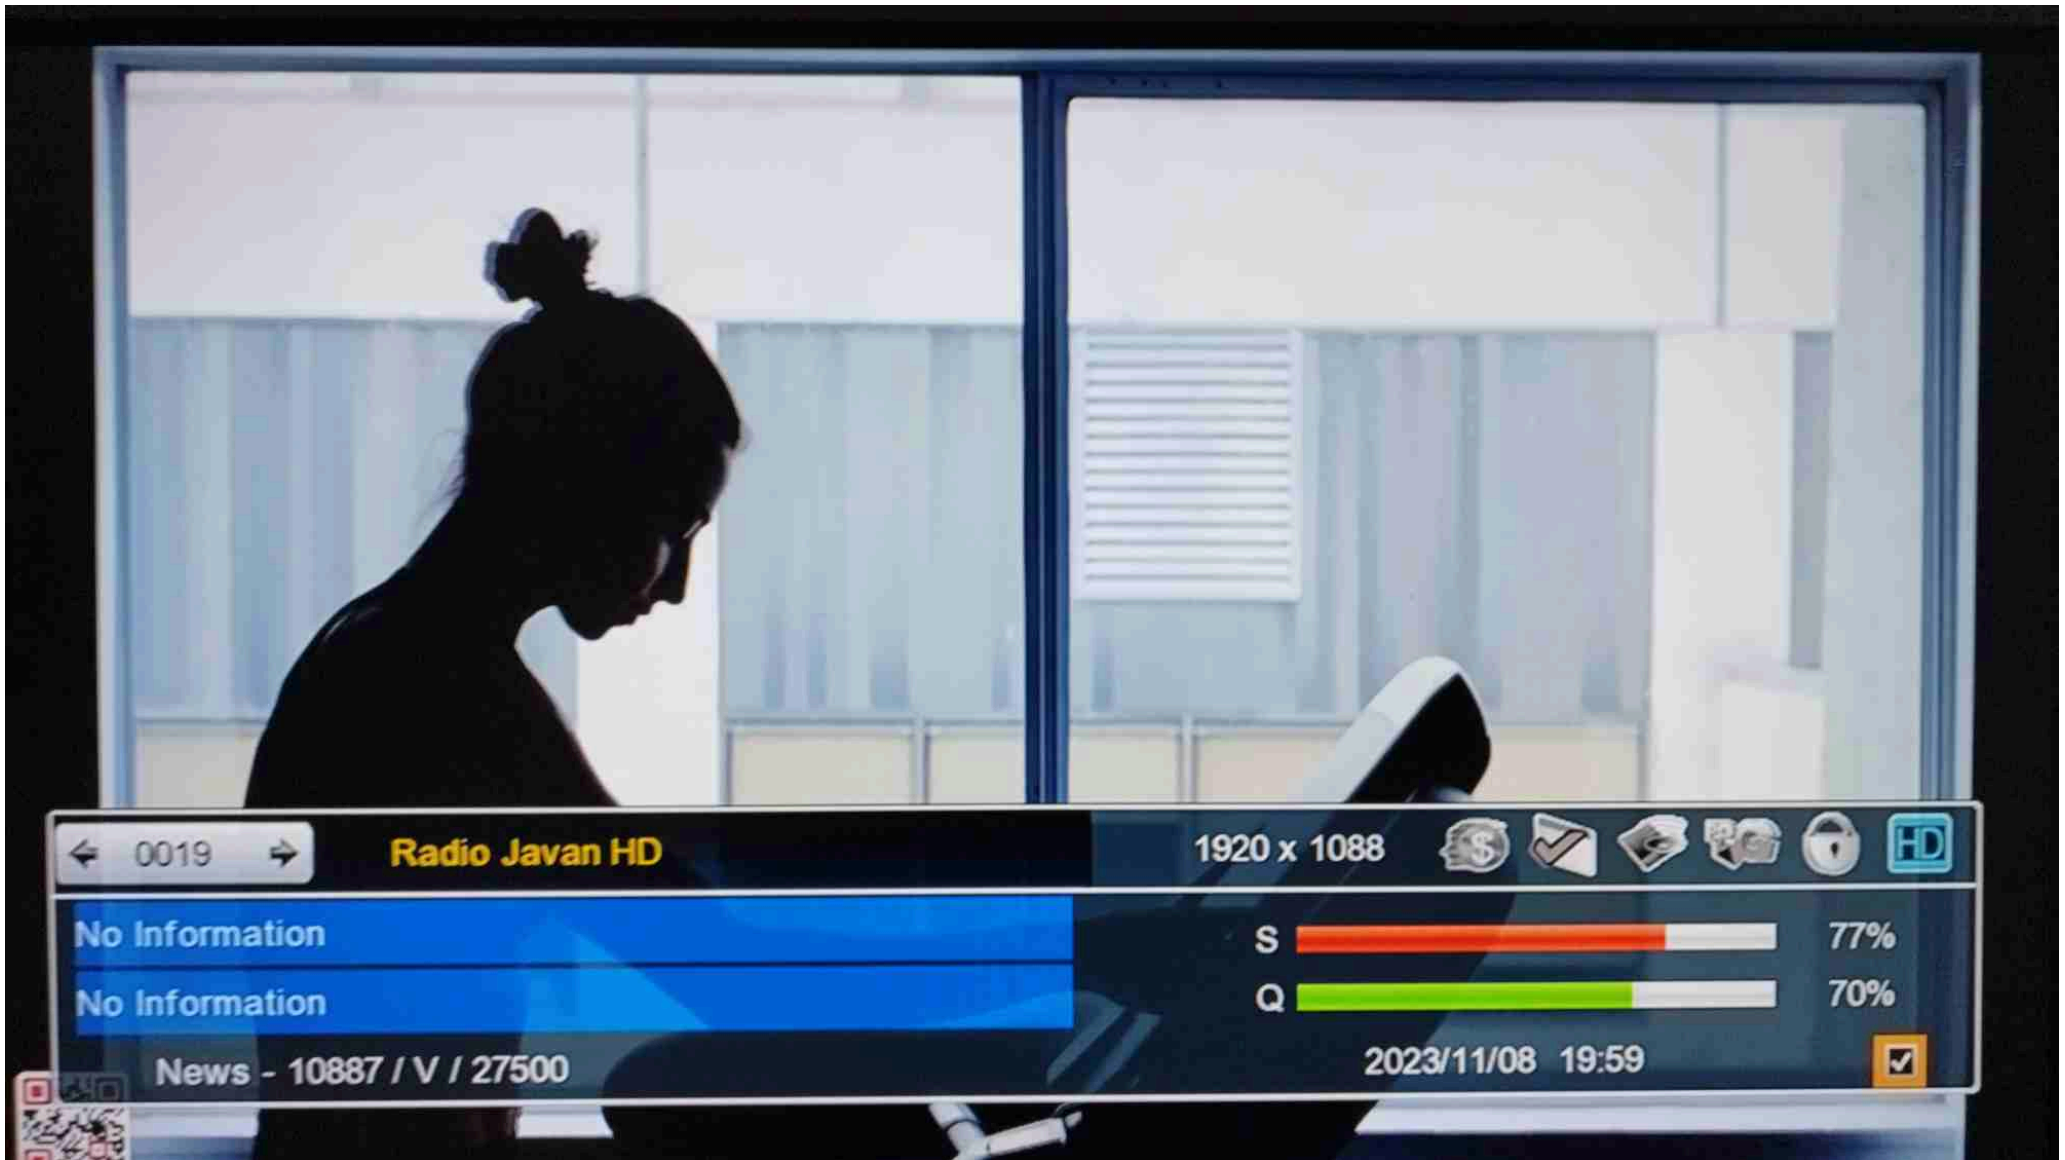 0019 Radio Javan HD 1920 x 1088 $ HD
No Information S 77%
No Information Q 70%
News - 10887 / V / 27500 2023/11/08 19:59